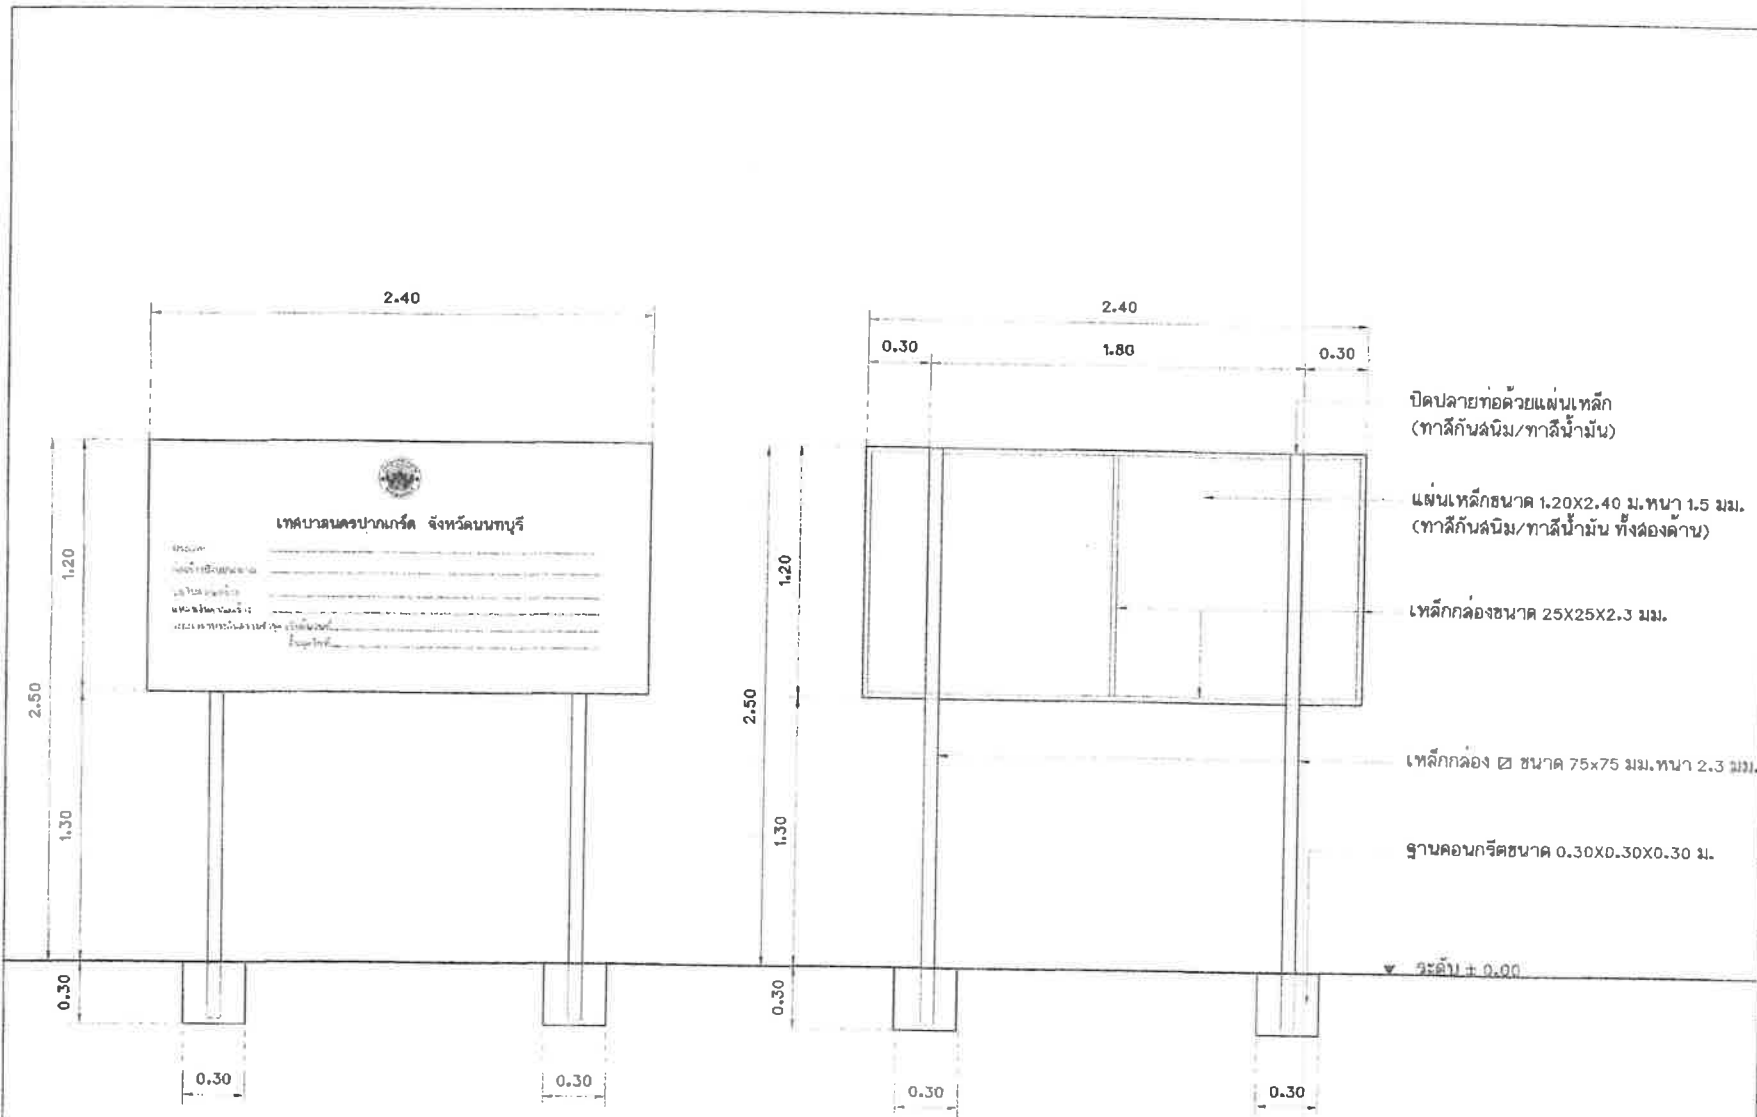 2.40
2.40
0.30
1.80
0.30
ปิดปลายท่อด้วยแผ่นเหล็ก
(ทาสีกันสนิม/ทาสีน้ำมัน)
แผ่นเหล็กขนาด 1.20X2.40 ม.หนา 1.5 มม.
(ทาสีกันสนิม/ทาสีน้ำมัน ทั้งสองด้าน)
เทศบาลนครปากเกร็ด จังหวัดนนทบุรี
1.20
1.20
เหล็กกล่องขนาด 25X25X2.3 มม.
2.50
2.50
เหล็กกล่อง ขนาด 75x75 มม.หนา 2.3 มม.
1.30
1.30
ฐานคอนกรีตขนาด 0.30X0.30X0.30 ม.
ระดับ ± 0.00
0.30
0.30
0.30
0.30
0.30
0.30